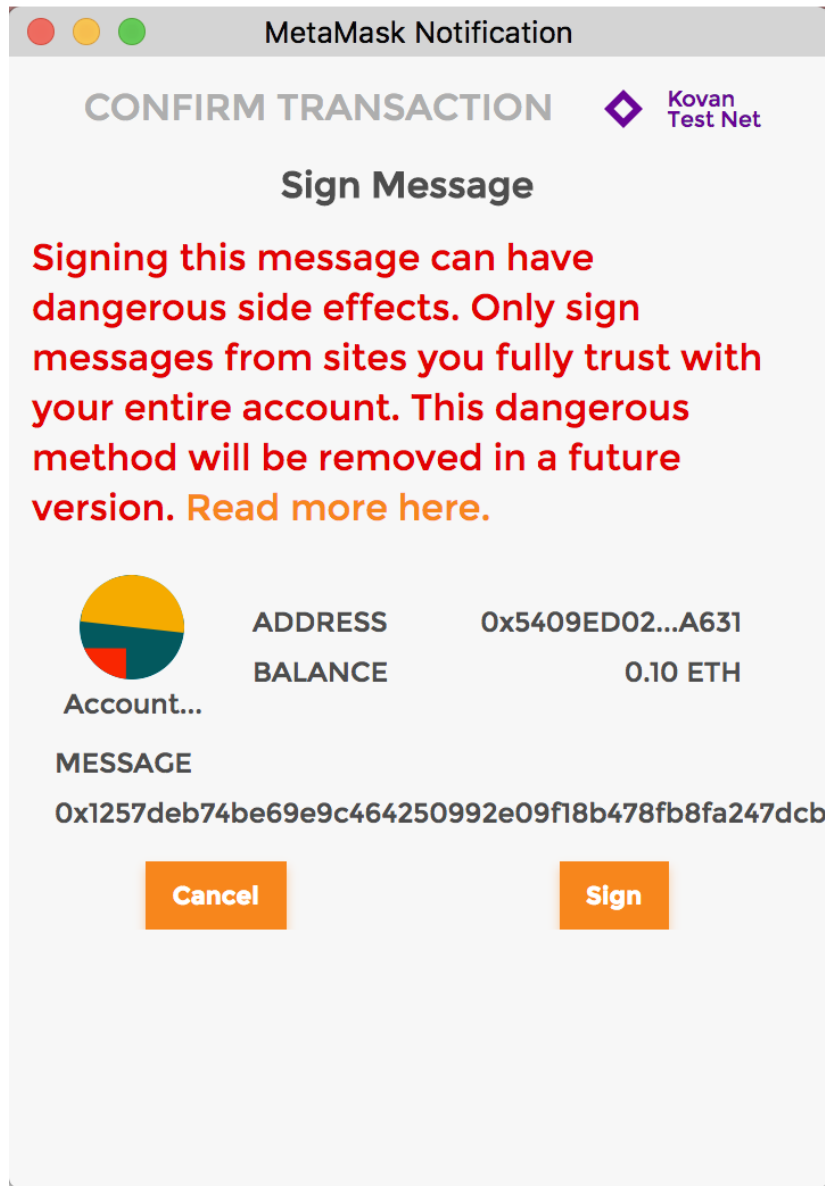 MetaMask Notification
CONFIRM TRANSACTION
Kovan
Test Net
Sign Message
Signing this message can have
dangerous side effects. Only sign
messages from sites you fully trust with
your entire account. This dangerous
method will be removed in a future
version. Read more here.
ADDRESS 0x5409ED02...A631
BALANCE 0.10 ETH
Account...
MESSAGE
0x1257deb74be69e9c464250992e09f18b478fb8fa247dcb
Cancel Sign